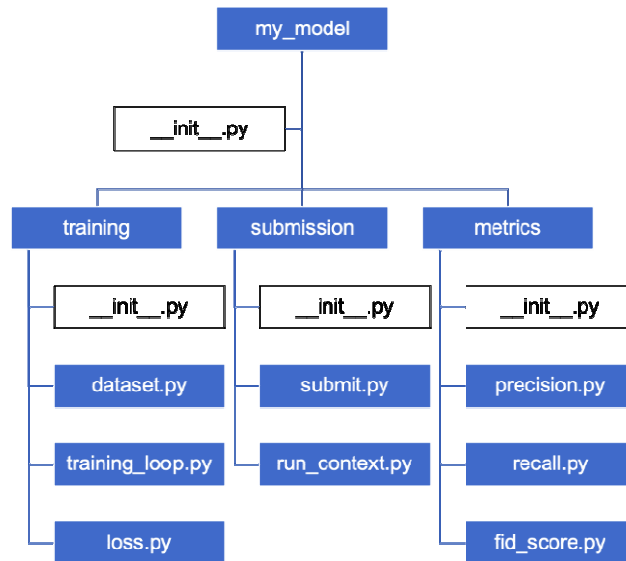 my_model
__init__.py
training
submission
metrics
__init__.py
__init__.py
__init__.py
dataset.py
submit.py
precision.py
training_loop.py
run_context.py
recall.py
loss.py
fid_score.py